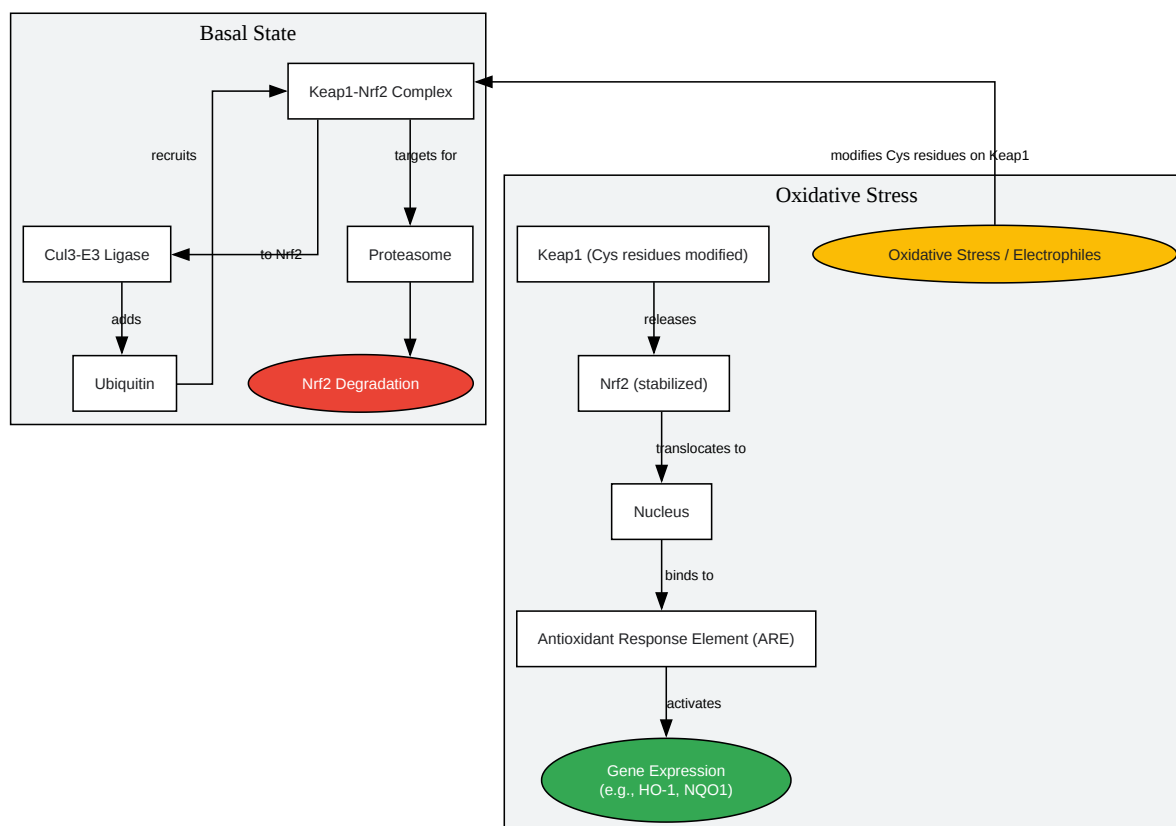 Basal State
Keap1-Nrf2 Complex
recruits
targets for
modifies Cys residues on Keap1
Oxidative Stress
Cul3-E3 Ligase
to Nrf2
Proteasome
Keap1 (Cys residues modified)
Oxidative Stress / Electrophiles
adds
releases
Ubiquitin
Nrf2 Degradation
Nrf2 (stabilized)
translocates to
Nucleus
binds to
Antioxidant Response Element (ARE)
activates
Gene Expression
(e.g., HO-1, NQO1)